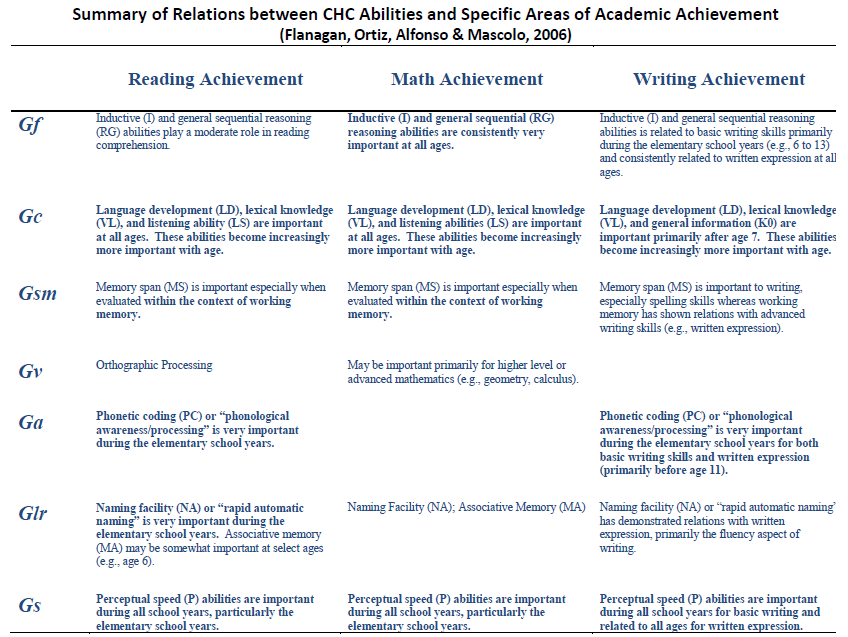 Summary of Relations between CHC Abilities and Specific Areas of Academic Achievement
(Flanagan, Ortiz, Alfonso & Mascolo, 2006)
Reading Achievement
Math Achievement
Writing Achievement
Gf
Inductive (I) and general sequential reasoning
(RG) abilities play a moderate role in reading
comprehension.
Inductive (I) and general sequential (RG)
reasoning abilities are consistently very
important at all ages.
Inductive (I) and general sequential reasoning
abilities is related to basic writing skills primarily
during the elementary school years (e.g., 6 to 13)
and consistently related to written expression at all
ages.
Gc
Language development (LD), lexical knowledge
(VL), and listening ability (LS) are important
at all ages. These abilities become increasingly
more important with age.
Language development (LD), lexical knowledge
(VL), and listening abilities (LS) are important
at all ages. These abilities become increasingly
more important with age.
Language development (LD), lexical knowledge
(VL), and general information (K0) are
important primarily after age 7. These abilities
become increasingly more important with age.
Gsm
Memory span (MS) is important especially when
evaluated within the context of working
memory.
Memory span (MS) is important especially when
evaluated within the context of working
memory.
Memory span (MS) is important to writing,
especially spelling skills whereas working
memory has shown relations with advanced
writing skills (e.g., written expression).
Gv
Orthographic Processing
May be important primarily for higher level or
advanced mathematics (e.g., geometry, calculus).
Ga
Phonetic coding (PC) or “phonological
awareness/processing” is very important
during the elementary school years.
Phonetic coding (PC) or “phonological
awareness/processing” is very important
during the elementary school years for both
basic writing skills and written expression
(primarily before age 11).
Glr
Naming facility (NA) or “rapid automatic
naming” is very important during the
elementary school years. Associative memory
(MA) may be somewhat important at select ages
(e.g., age 6).
Naming Facility (NA); Associative Memory (MA)
Naming facility (NA) or “rapid automatic naming”
has demonstrated relations with written
expression, primarily the fluency aspect of
writing.
Gs
Perceptual speed (P) abilities are important
during all school years, particularly the
elementary school years.
Perceptual speed (P) abilities are important
during all school years, particularly the
elementary school years.
Perceptual speed (P) abilities are important
during all school years for basic writing and
related to all ages for written expression.